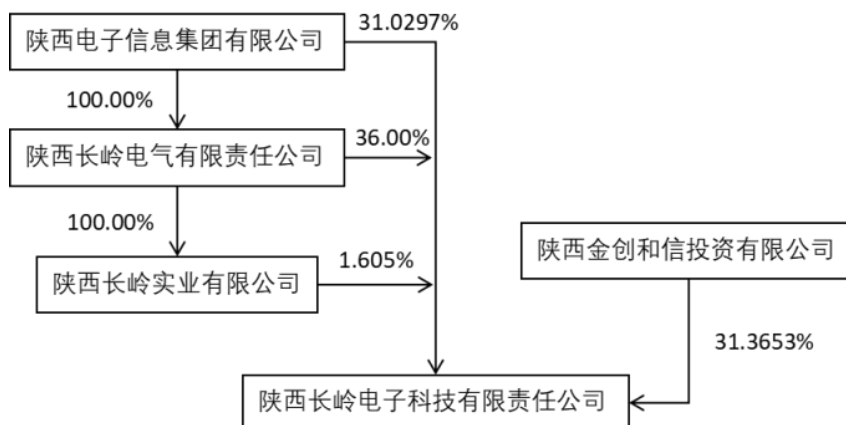 陕西电子信息集团有限公司
31.0297%
100.00%
陕西长岭电气有限责任公司
36.00%
100.00%
陕西长岭实业有限公司
1.605%
陕西金创和信投资有限公司
31.3653%
陕西长岭电子科技有限责任公司